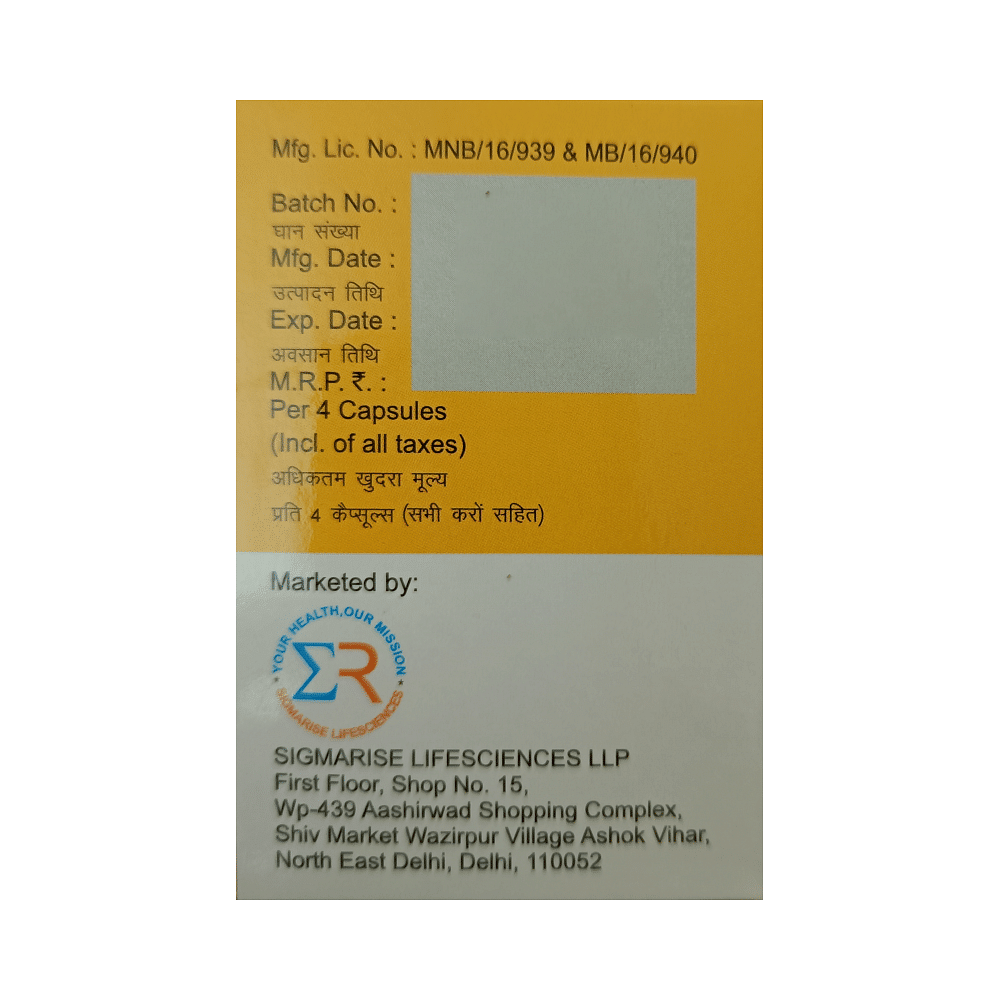 Mfg. Lic. No. : MNB/16/939 & MB/16/940
Batch No. :
घान संख्या
Mfg. Date :
उत्पादन तिथि
Exp. Date :
अवसान तिथि
M.R.P. ₹. :
Per 4 Capsules
(Incl. of all taxes)
अधिकतम खुदरा मूल्य
प्रति 4 कैप्सूल्स (सभी करों सहित)
Marketed by:
YOUR HEALTH,OUR MISSION
ΣR
SIGMARISE LIFESCIENCES
SIGMARISE LIFESCIENCES LLP
First Floor, Shop No. 15,
Wp-439 Aashirwad Shopping Complex,
Shiv Market Wazirpur Village Ashok Vihar,
North East Delhi, Delhi, 110052